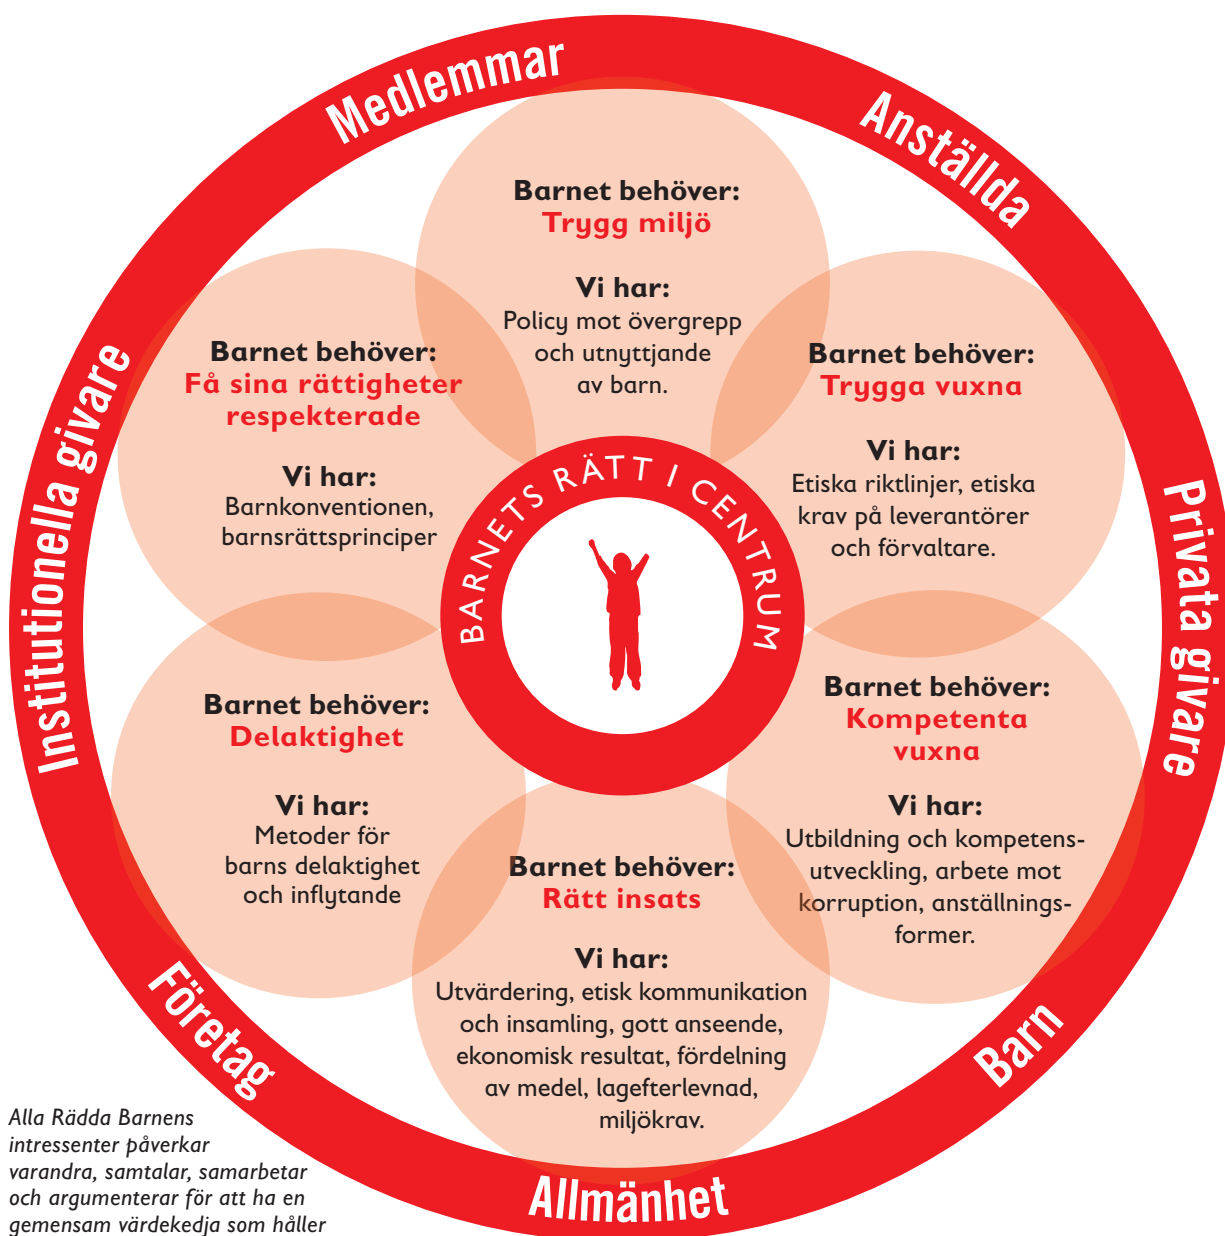 Medlemmar
Anställda
Privata givare
Barn
Allmänhet
Företag
Institutionella givare
Barnet behöver:
Trygg miljö
Vi har:
Policy mot övergrepp
och utnyttjande
av barn.
Barnet behöver:
Trygga vuxna
Vi har:
Etiska riktlinjer, etiska
krav på leverantörer
och förvaltare.
Barnet behöver:
Kompetenta
vuxna
Vi har:
Utbildning och kompetens-
utveckling, arbete mot
korruption, anställnings-
former.
Barnet behöver:
Rätt insats
Vi har:
Utvärdering, etisk kommunikation
och insamling, gott anseende,
ekonomisk resultat, fördelning
av medel, lagefterlevnad,
miljökrav.
Barnet behöver:
Delaktighet
Vi har:
Metoder för
barns delaktighet
och inflytande
Barnet behöver:
Få sina rättigheter
respekterade
Vi har:
Barnkonventionen,
barnsrättsprinciper
BARNETS RÄTT I CENTRUM
Alla Rädda Barnens
intressenter påverkar
varandra, samtalar, samarbetar
och argumenterar för att ha en
gemensam värdekedja som håller